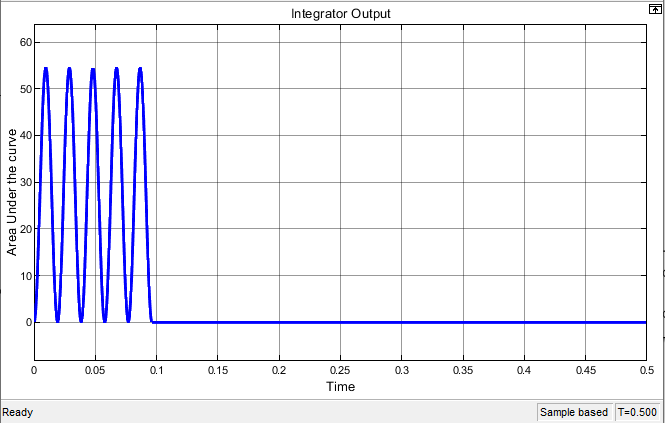 Integrator Output
60
50
40
30
20
10
0
Area Under the curve
0 0.05 0.1 0.15 0.2 0.25 0.3 0.35 0.4 0.45 0.5
Time
Ready Sample based T=0.500